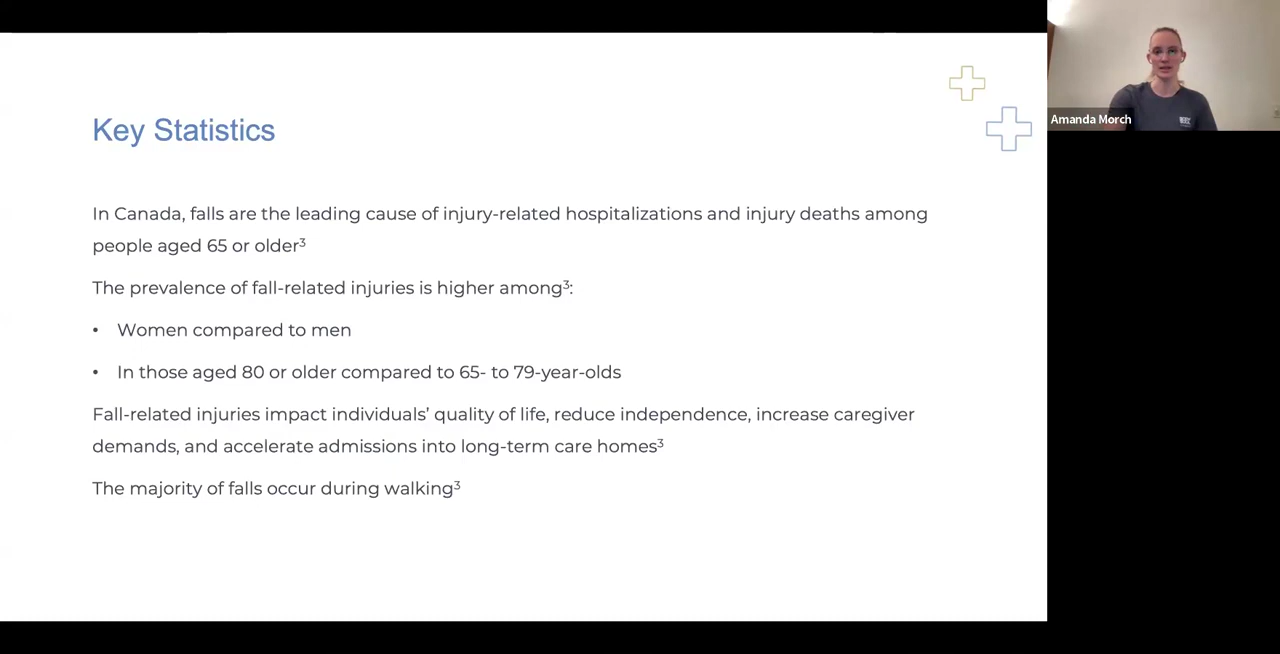 Key Statistics
In Canada, falls are the leading cause of injury-related hospitalizations and injury deaths among
people aged 65 or older³
The prevalence of fall-related injuries is higher among³:
• Women compared to men
• In those aged 80 or older compared to 65- to 79-year-olds
Fall-related injuries impact individuals’ quality of life, reduce independence, increase caregiver
demands, and accelerate admissions into long-term care homes³
The majority of falls occur during walking³
Amanda Morch